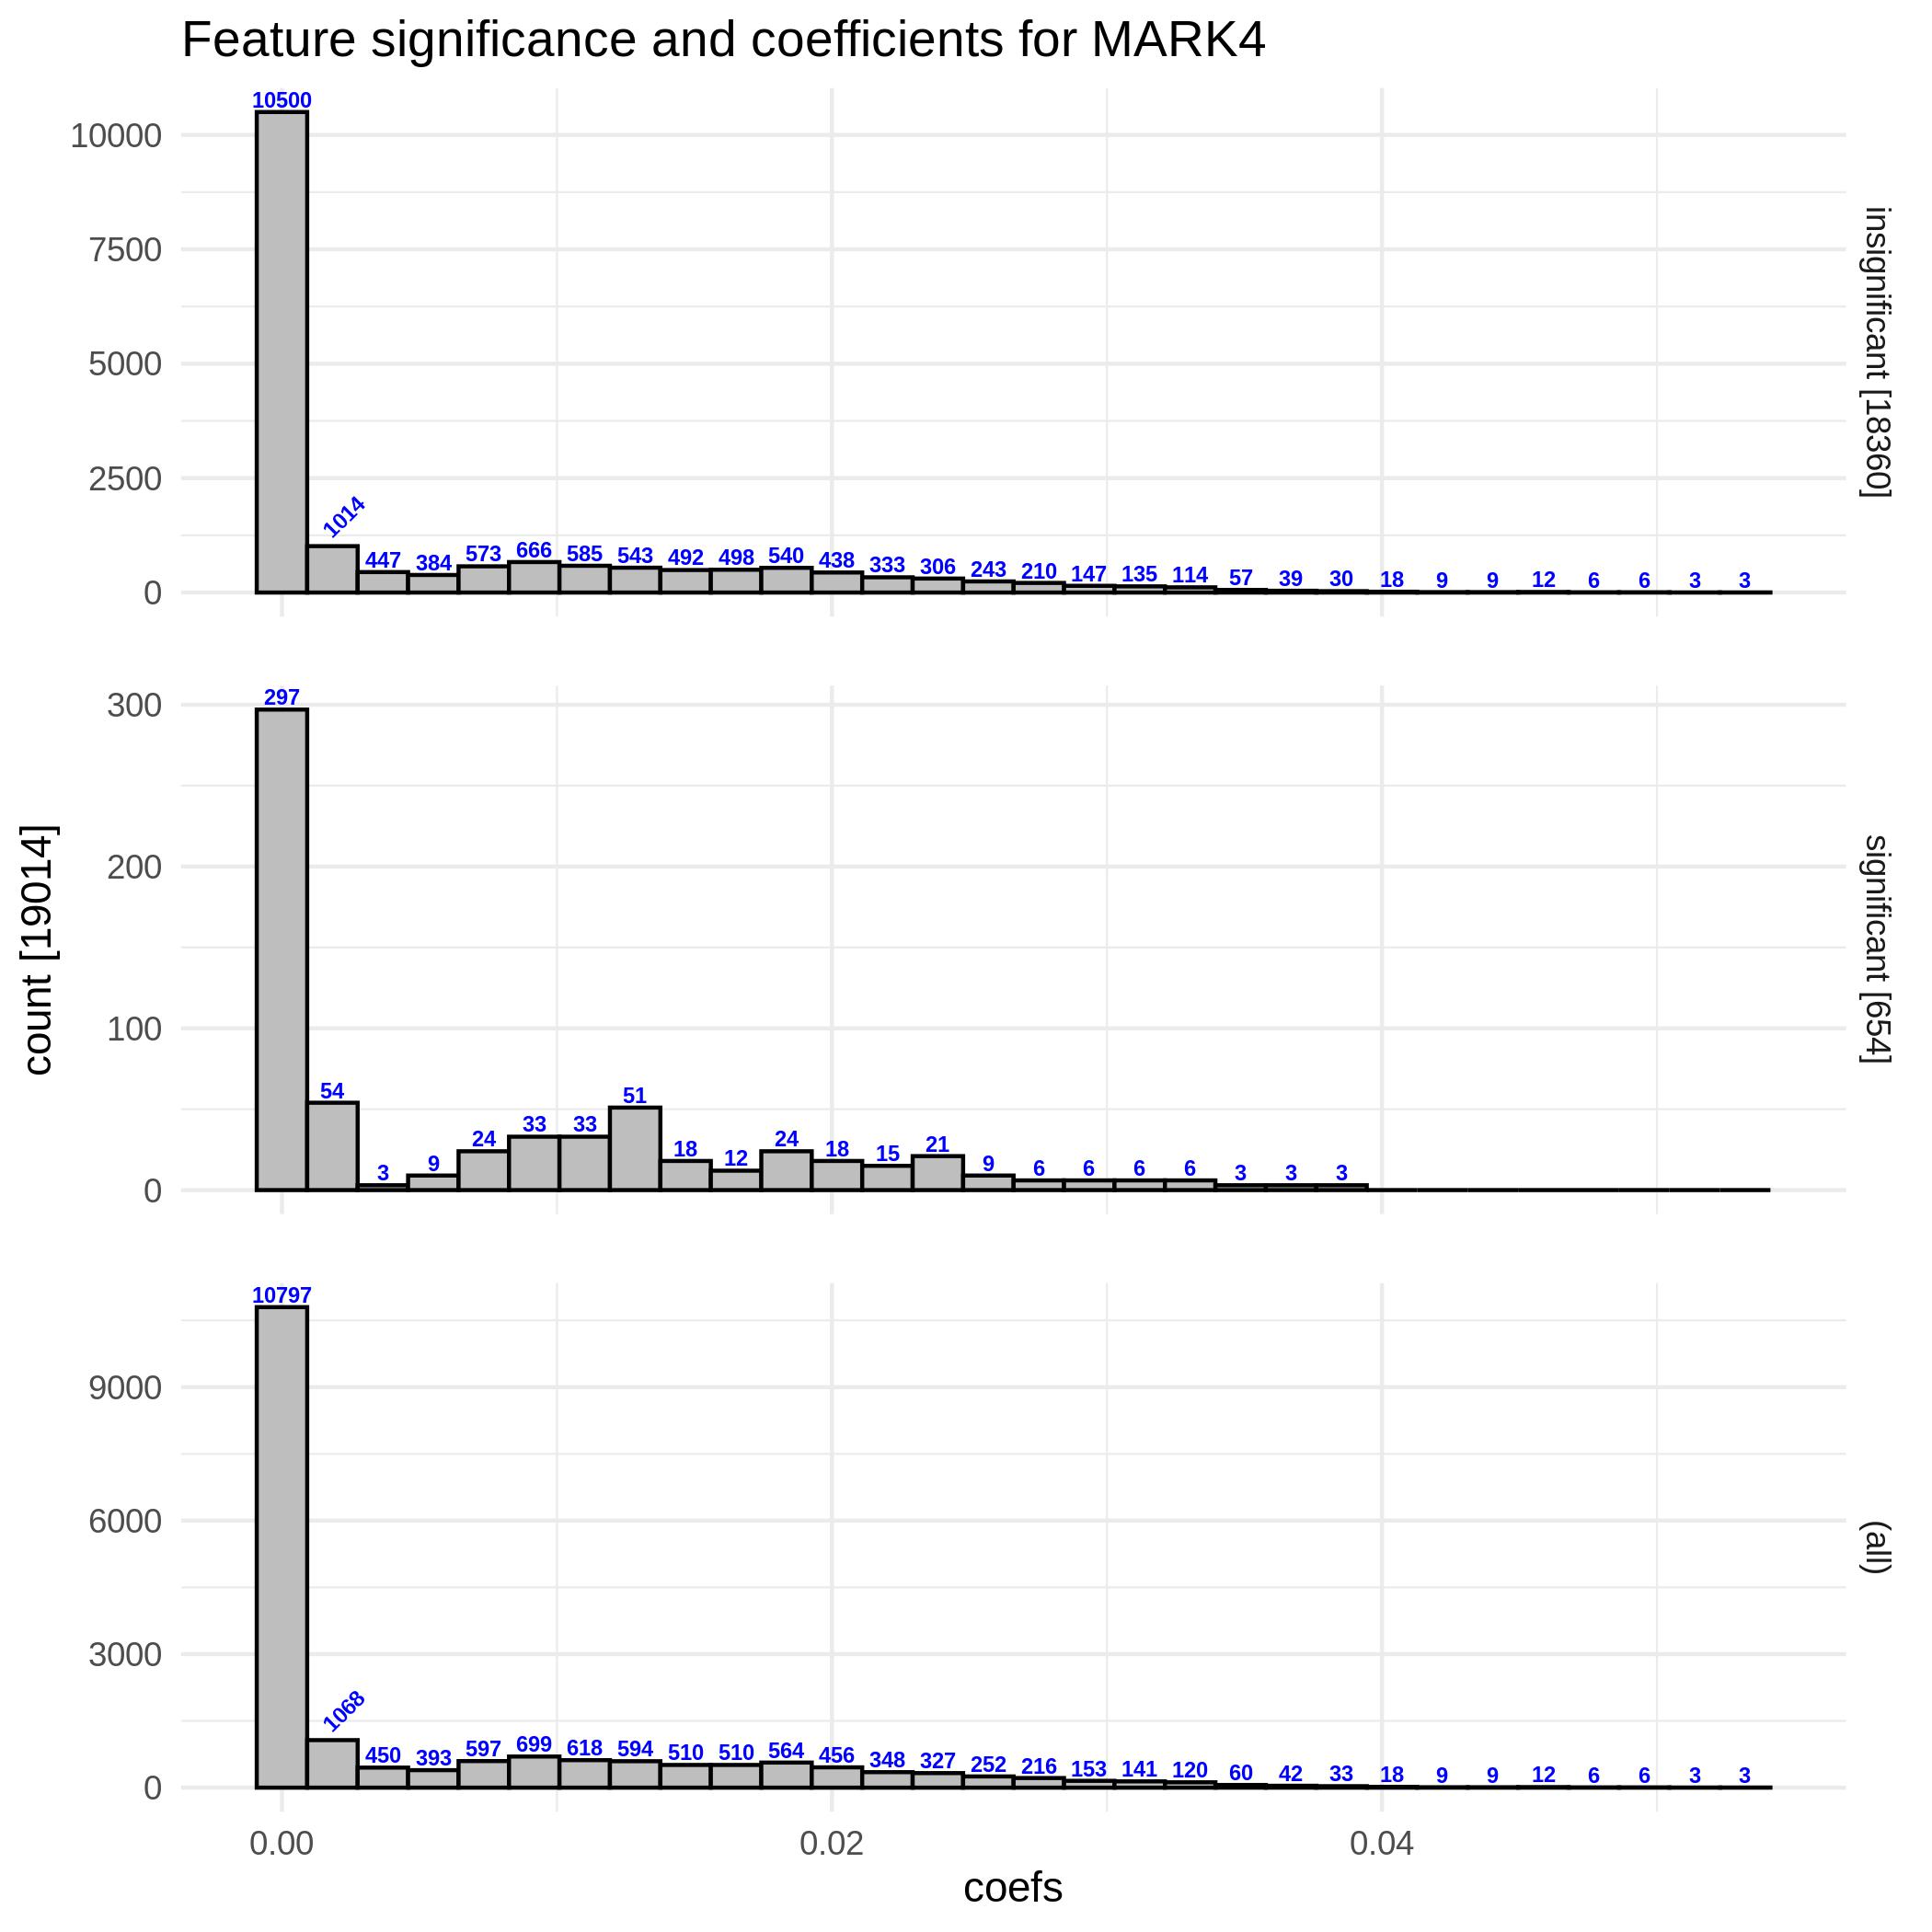 Feature significance and coefficients for MARK4
count [19014]
10000
7500
5000
2500
0
10500
1014
447 384 573 666 585 543 492 498 540 438 333 306 243 210 147 135 114 57 39 30 18 9 9 12 6 6 3 3
insignificant [18360]
300
200
100
0
297
54
3 9 24 33 33 51 18 12 24 18 15 21 9 6 6 6 6 3 3 3
significant [654]
9000
6000
3000
0
10797
1068
450 393 597 699 618 594 510 510 564 456 348 327 252 216 153 141 120 60 42 33 18 9 9 12 6 6 3 3
(all)
0.00 0.02 0.04
coefs